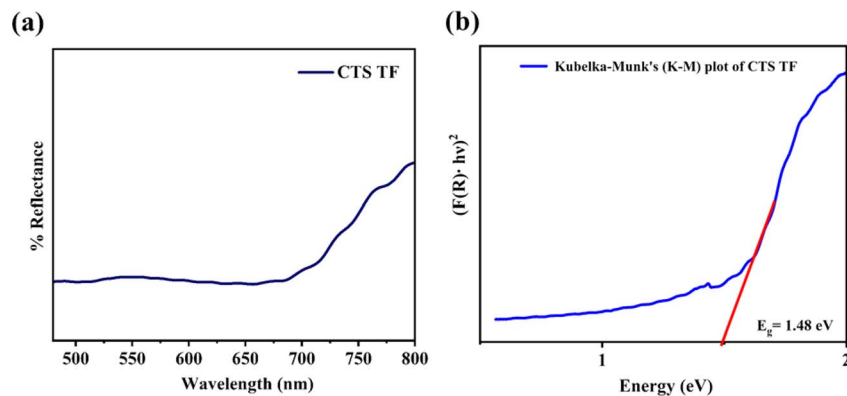 (a)
CTS TF
% Reflectance
500 550 600 650 700 750 800
Wavelength (nm)
(b)
Kubelka-Munk's (K-M) plot of CTS TF
(F(R)· hν)²
E_g= 1.48 eV
1 2
Energy (eV)